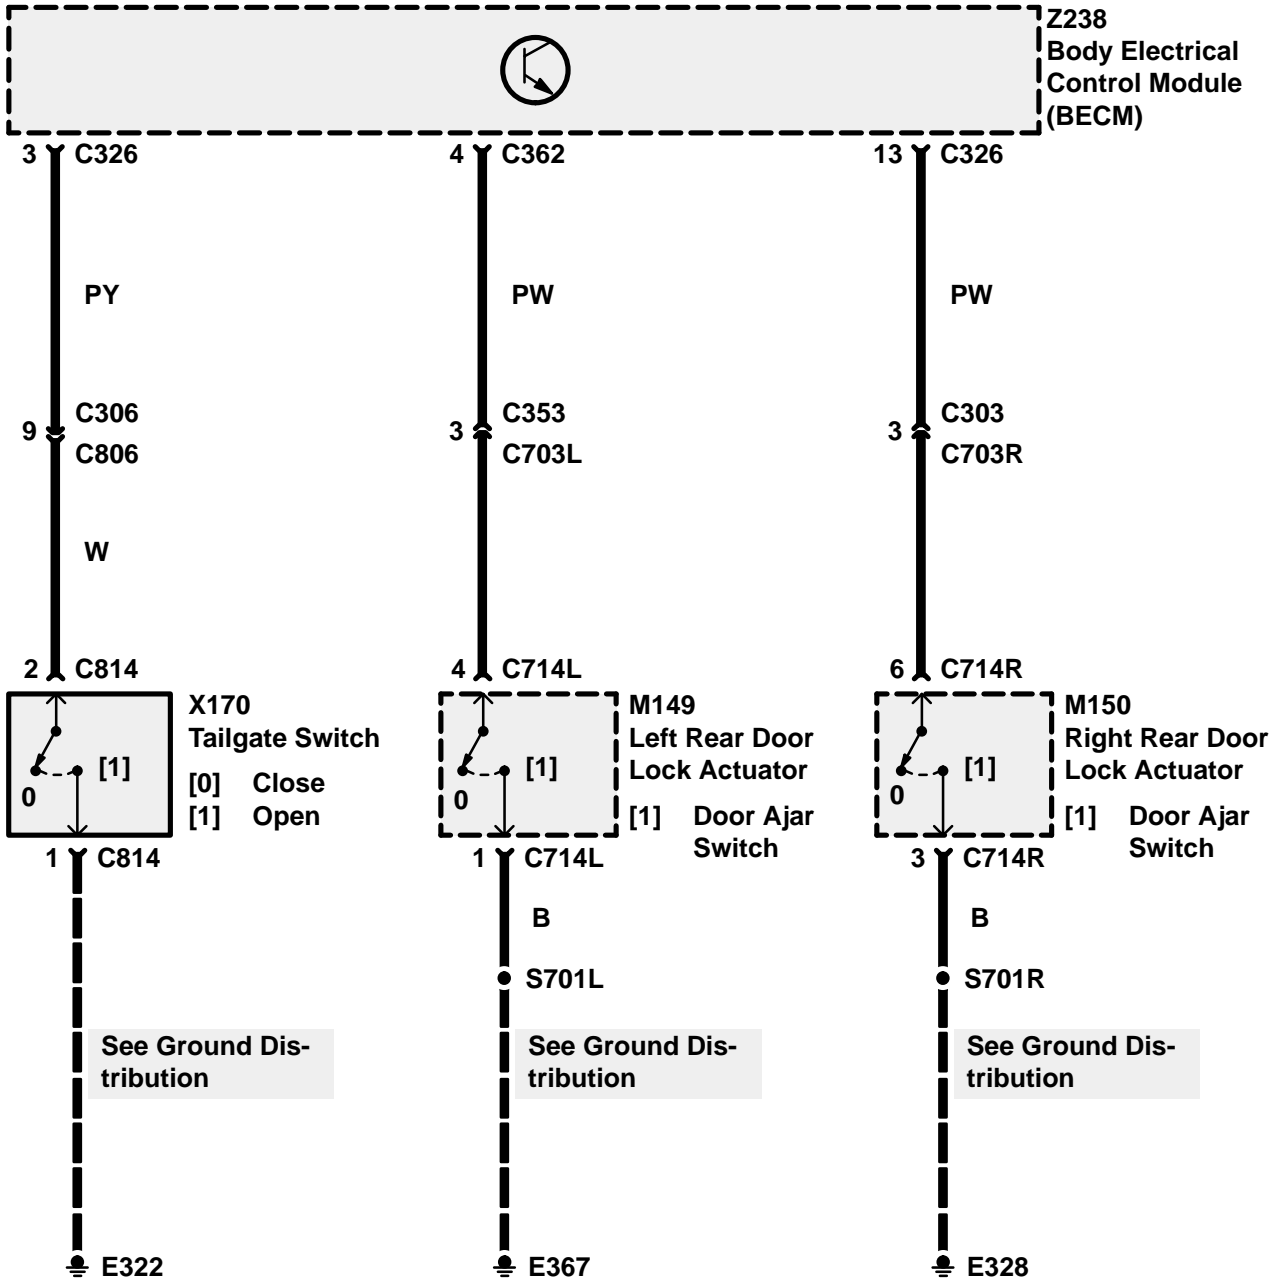 Z238
Body Electrical
Control Module
(BECM)
3 C326
4 C362
13 C326
PY
PW
PW
9 C306
C806
3 C353
C703L
3 C303
C703R
W
2 C814
4 C714L
6 C714R
X170
Tailgate Switch
[0] Close
[1] Open
[1]
0
M149
Left Rear Door
Lock Actuator
[1] Door Ajar
Switch
[1]
0
M150
Right Rear Door
Lock Actuator
[1] Door Ajar
Switch
[1]
0
1 C814
1 C714L
3 C714R
B
B
S701L
S701R
See Ground Dis-
tribution
See Ground Dis-
tribution
See Ground Dis-
tribution
E322
E367
E328